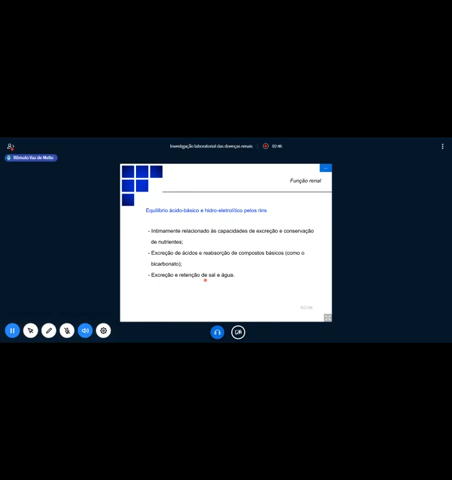 Investigação laboratorial das doenças renais
Rômulo Vaz de Mello
Função renal
Equilíbrio ácido-básico e hidro-eletrolítico pelos rins
- Intimamente relacionado às capacidades de excreção e conservação
de nutrientes;
- Excreção de ácidos e reabsorção de compostos básicos (como o
bicarbonato);
- Excreção e retenção de sal e água.